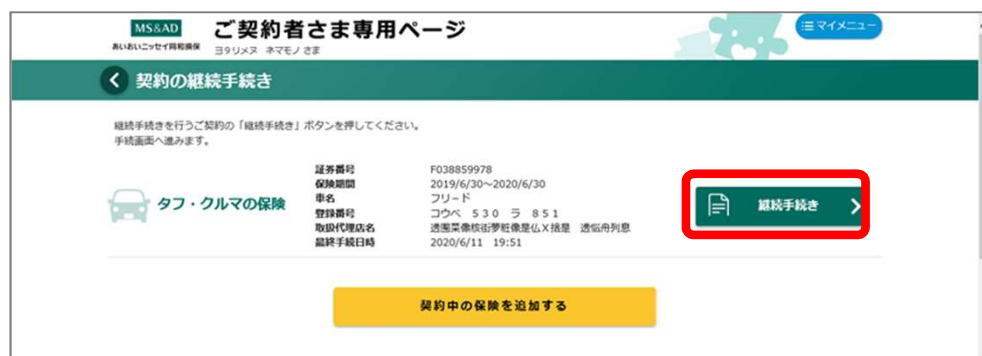 MS&AD
あいおいニッセイ同和損保
ご契約者さま専用ページ
ヨタリメヌ ネマモノ さま
マイメニュー
契約の継続手続き
継続手続きを行うご契約の「継続手続き」ボタンを押してください。
手続画面へ進みます。
タフ・クルマの保険
証券番号 F038859978
保険期間 2019/6/30~2020/6/30
車名 フリード
登録番号 コウベ 530 ラ 851
取扱代理店名
最終手続日時 2020/6/11 19:51
継続手続き
契約中の保険を追加する